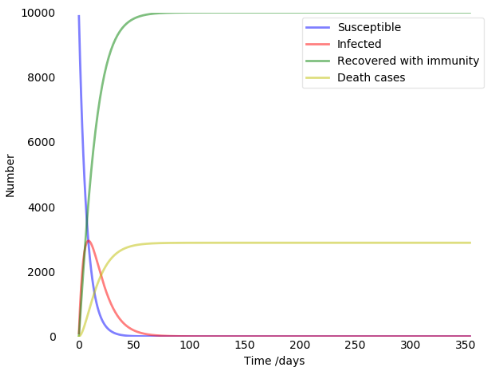 10000
8000
6000
4000
2000
0
Number
Susceptible
Infected
Recovered with immunity
Death cases
0 50 100 150 200 250 300 350
Time /days